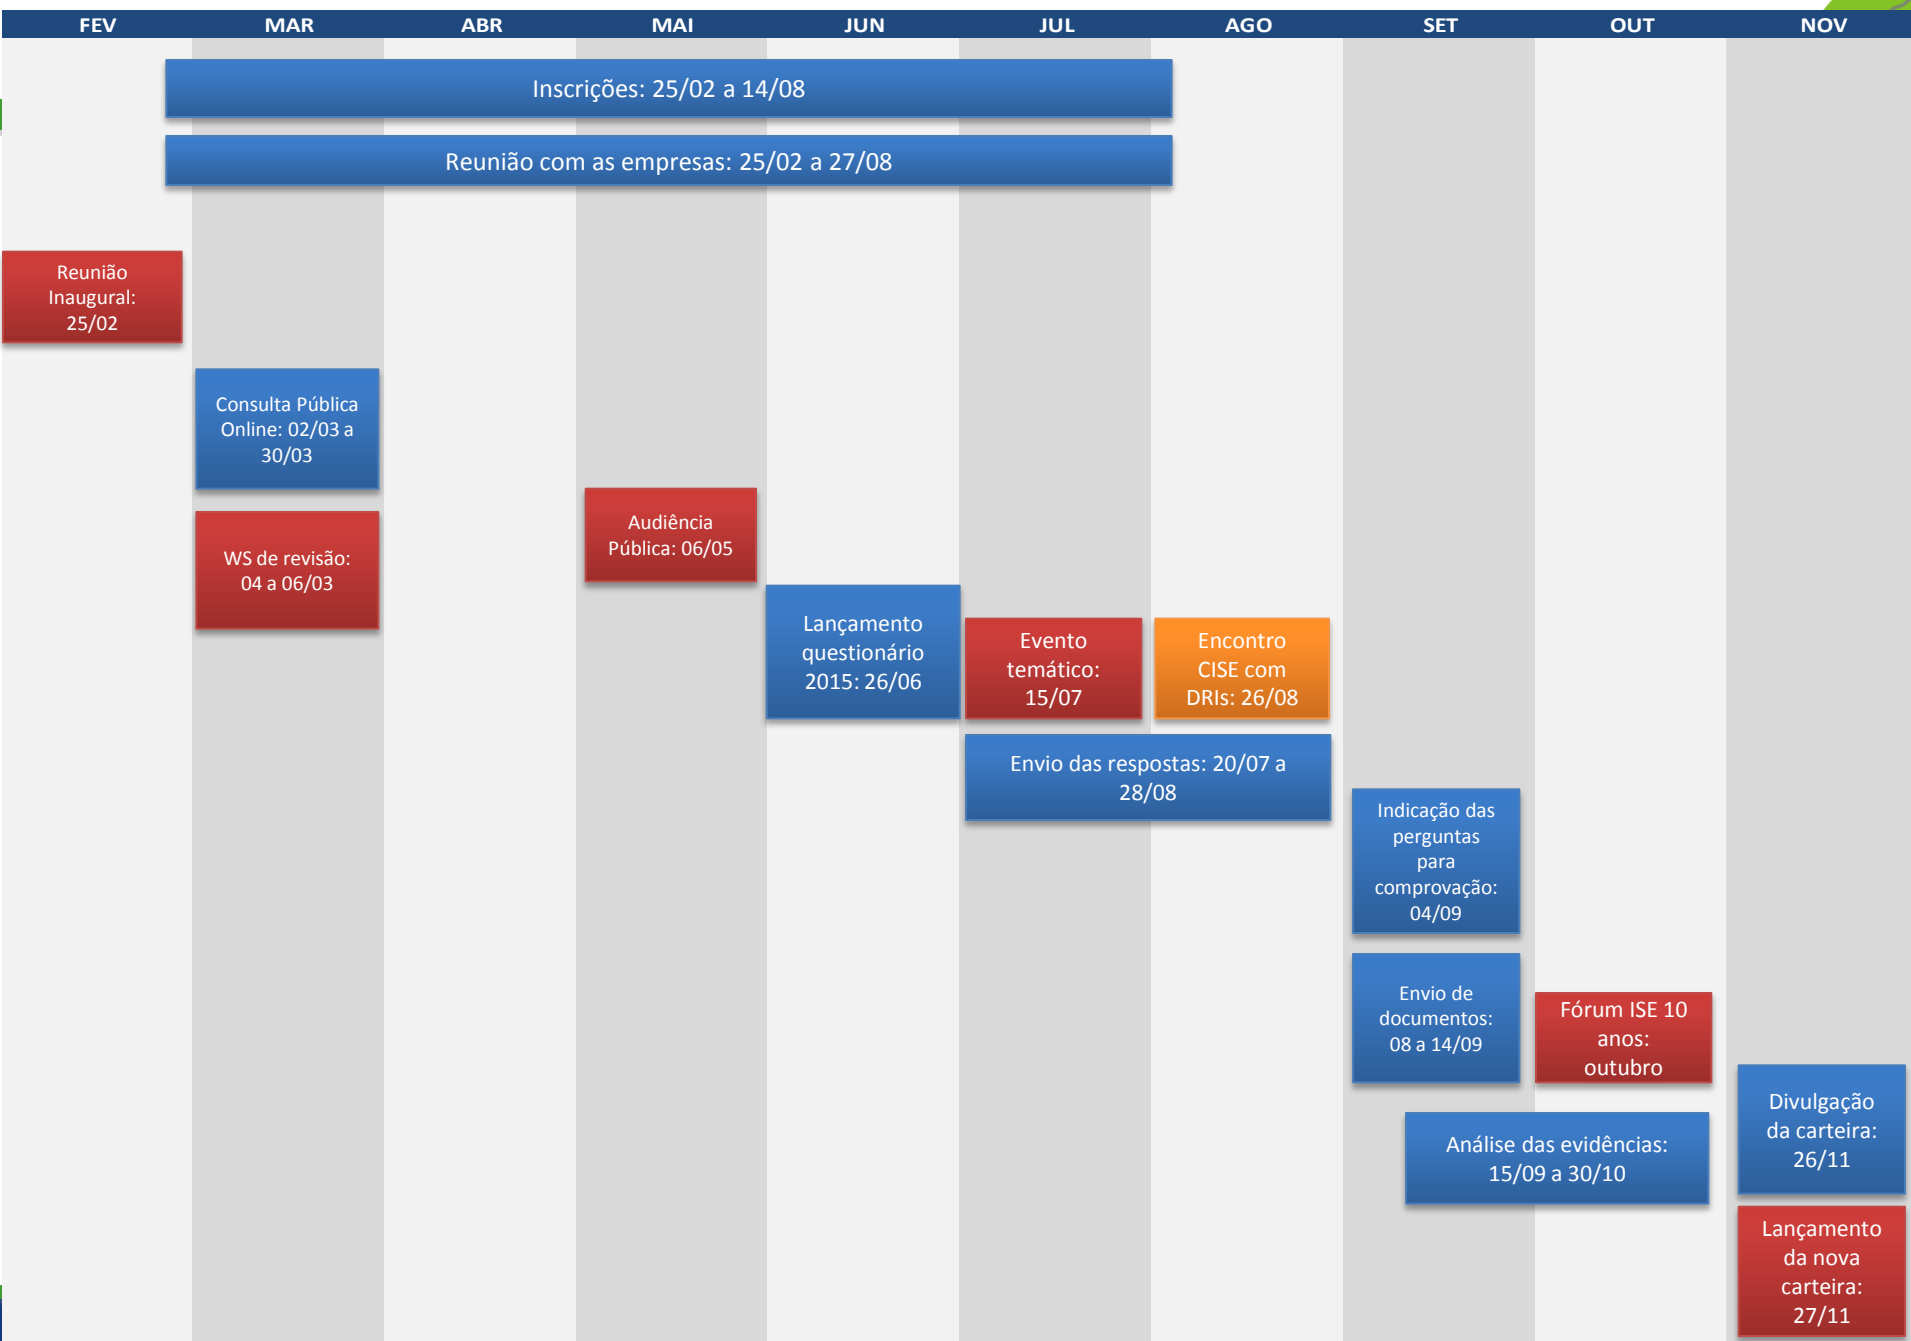 FEV MAR ABR MAI JUN JUL AGO SET OUT NOV
Inscrições: 25/02 a 14/08
Reunião com as empresas: 25/02 a 27/08
Reunião
Inaugural:
25/02
Consulta Pública
Online: 02/03 a
30/03
WS de revisão:
04 a 06/03
Audiência
Pública: 06/05
Lançamento
questionário
2015: 26/06
Evento
temático:
15/07
Encontro
CISE com
DRIs: 26/08
Envio das respostas: 20/07 a
28/08
Indicação das
perguntas
para
comprovação:
04/09
Envio de
documentos:
08 a 14/09
Fórum ISE 10
anos:
outubro
Análise das evidências:
15/09 a 30/10
Divulgação
da carteira:
26/11
Lançamento
da nova
carteira:
27/11